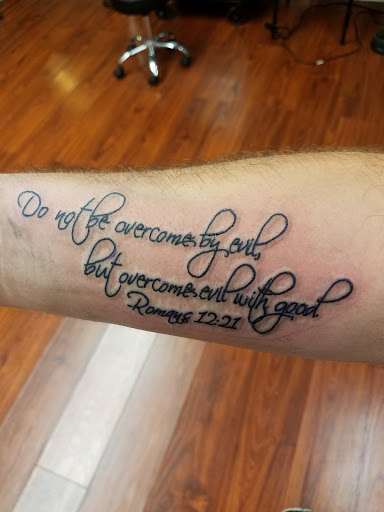 Do not be overcome by evil,
but overcome evil with good
Romans 12:21